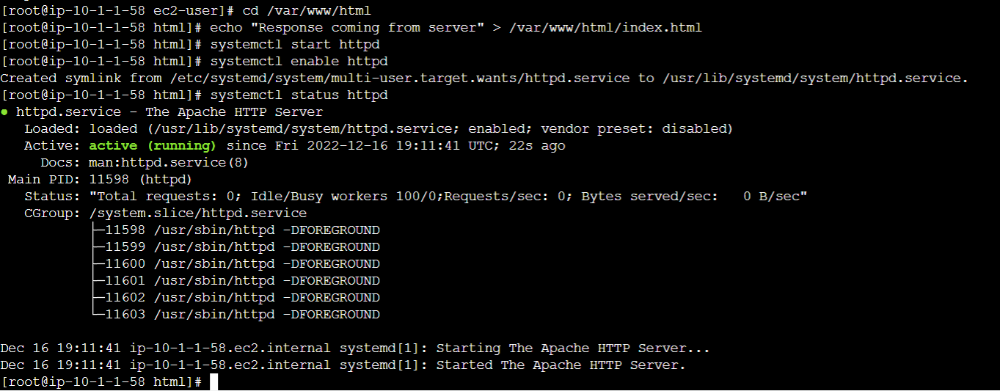 [root@ip-10-1-1-58 ec2-user]# cd /var/www/html
[root@ip-10-1-1-58 html]# echo "Response coming from server" > /var/www/html/index.html
[root@ip-10-1-1-58 html]# systemctl start httpd
[root@ip-10-1-1-58 html]# systemctl enable httpd
Created symlink from /etc/systemd/system/multi-user.target.wants/httpd.service to /usr/lib/systemd/system/httpd.service.
[root@ip-10-1-1-58 html]# systemctl status httpd
● httpd.service - The Apache HTTP Server
   Loaded: loaded (/usr/lib/systemd/system/httpd.service; enabled; vendor preset: disabled)
   Active: active (running) since Fri 2022-12-16 19:11:41 UTC; 22s ago
     Docs: man:httpd.service(8)
 Main PID: 11598 (httpd)
   Status: "Total requests: 0; Idle/Busy workers 100/0;Requests/sec: 0; Bytes served/sec:   0 B/sec"
   CGroup: /system.slice/httpd.service
           ├─11598 /usr/sbin/httpd -DFOREGROUND
           ├─11599 /usr/sbin/httpd -DFOREGROUND
           ├─11600 /usr/sbin/httpd -DFOREGROUND
           ├─11601 /usr/sbin/httpd -DFOREGROUND
           ├─11602 /usr/sbin/httpd -DFOREGROUND
           └─11603 /usr/sbin/httpd -DFOREGROUND

Dec 16 19:11:41 ip-10-1-1-58.ec2.internal systemd[1]: Starting The Apache HTTP Server...
Dec 16 19:11:41 ip-10-1-1-58.ec2.internal systemd[1]: Started The Apache HTTP Server.
[root@ip-10-1-1-58 html]#